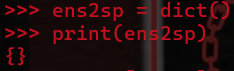 >>> ens2sp = dict()
>>> print(ens2sp)
{}